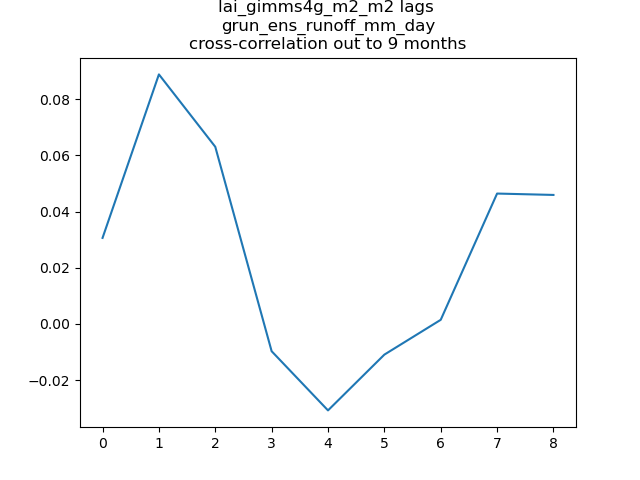 lai_gimms4g_m2_m2 lags
grun_ens_runoff_mm_day
cross-correlation out to 9 months
0.08
0.06
0.04
0.02
0.00
−0.02
0 1 2 3 4 5 6 7 8